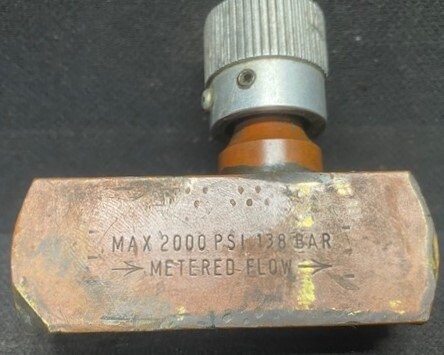 MAX 2000 PSI 138 BAR
→ METERED FLOW →